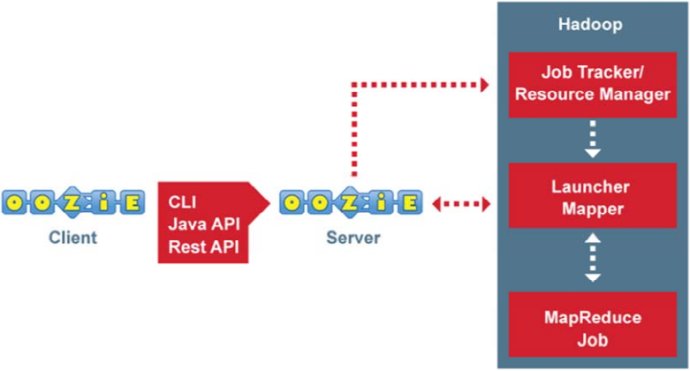 Hadoop
Job Tracker/
Resource Manager
OOZiE
Client
CLI
Java API
Rest API
OOZiE
Server
Launcher
Mapper
MapReduce
Job